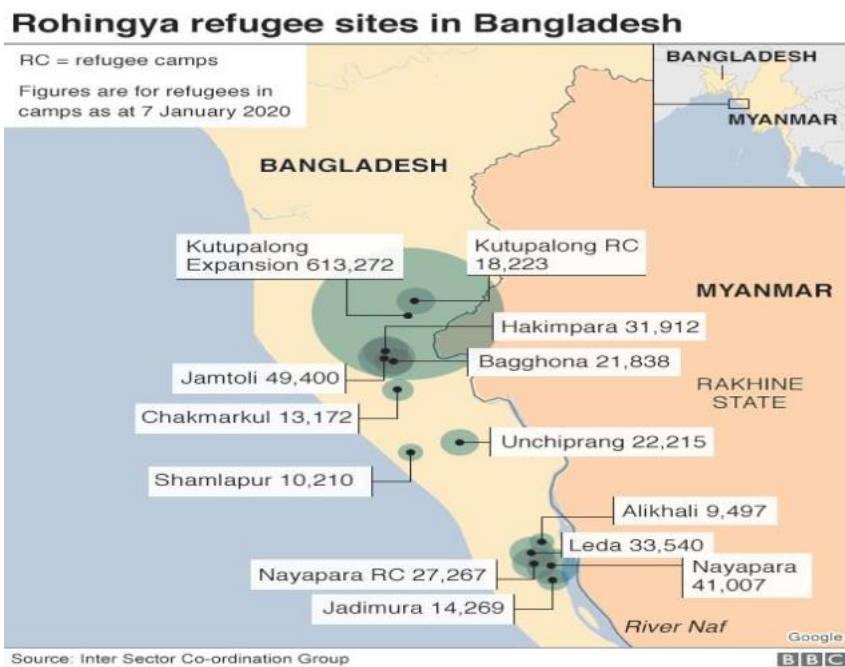 Rohingya refugee sites in Bangladesh
RC = refugee camps
Figures are for refugees in
camps as at 7 January 2020
BANGLADESH
MYANMAR
BANGLADESH
Kutupalong
Expansion 613,272
Kutupalong RC
18,223
MYANMAR
Hakimpara 31,912
Bagghona 21,838
Jamtoli 49,400
RAKHINE
STATE
Chakmarkul 13,172
Unchiprang 22,215
Shamlapur 10,210
Alikhali 9,497
Leda 33,540
Nayapara RC 27,267
Nayapara
41,007
Jadimura 14,269
River Naf
Google
Source: Inter Sector Co-ordination Group
BBC